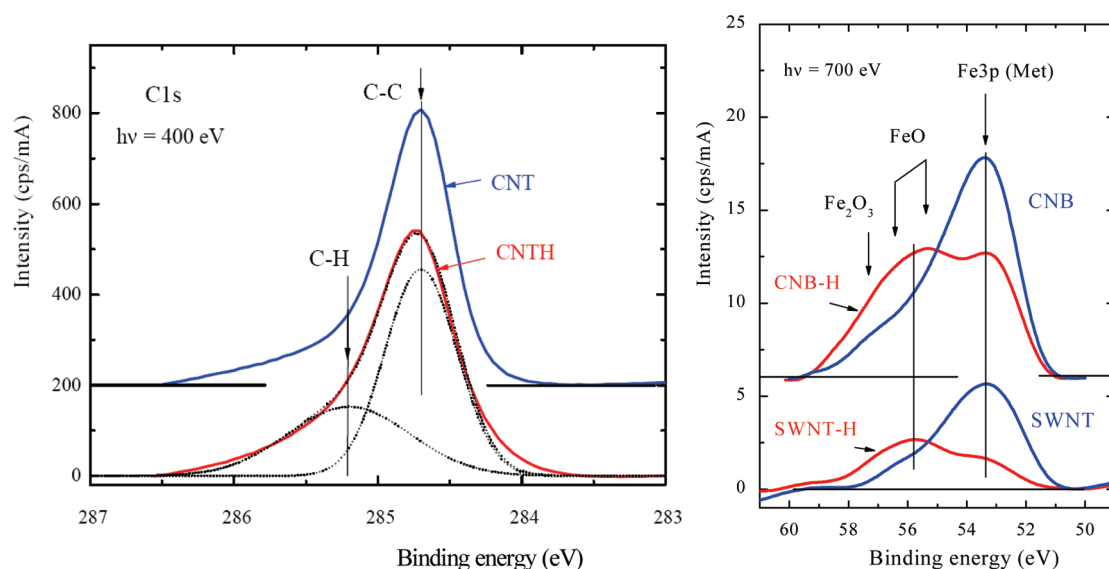 C1s
hν = 400 eV
C-C
CNT
C-H
CNTH
Intensity (cps/mA)
800
600
400
200
0
287
286
285
284
283
Binding energy (eV)
hν = 700 eV
Fe3p (Met)
FeO
Fe₂O₃
CNB
CNB-H
SWNT
SWNT-H
Intensity (cps/mA)
25
20
15
10
5
0
60
58
56
54
52
50
Binding energy (eV)